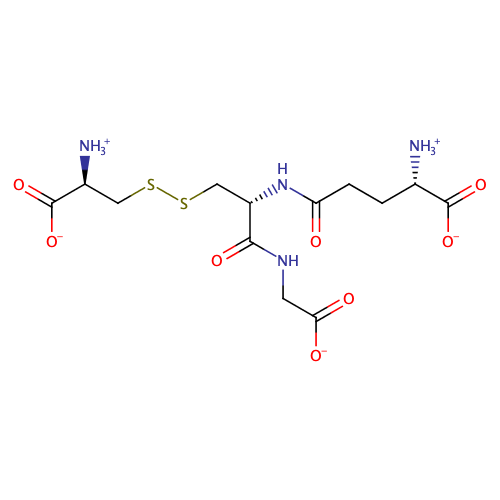 NH₃⁺ NH₃⁺
H
O S N O
S
O⁻ O O⁻
O NH
O
O⁻